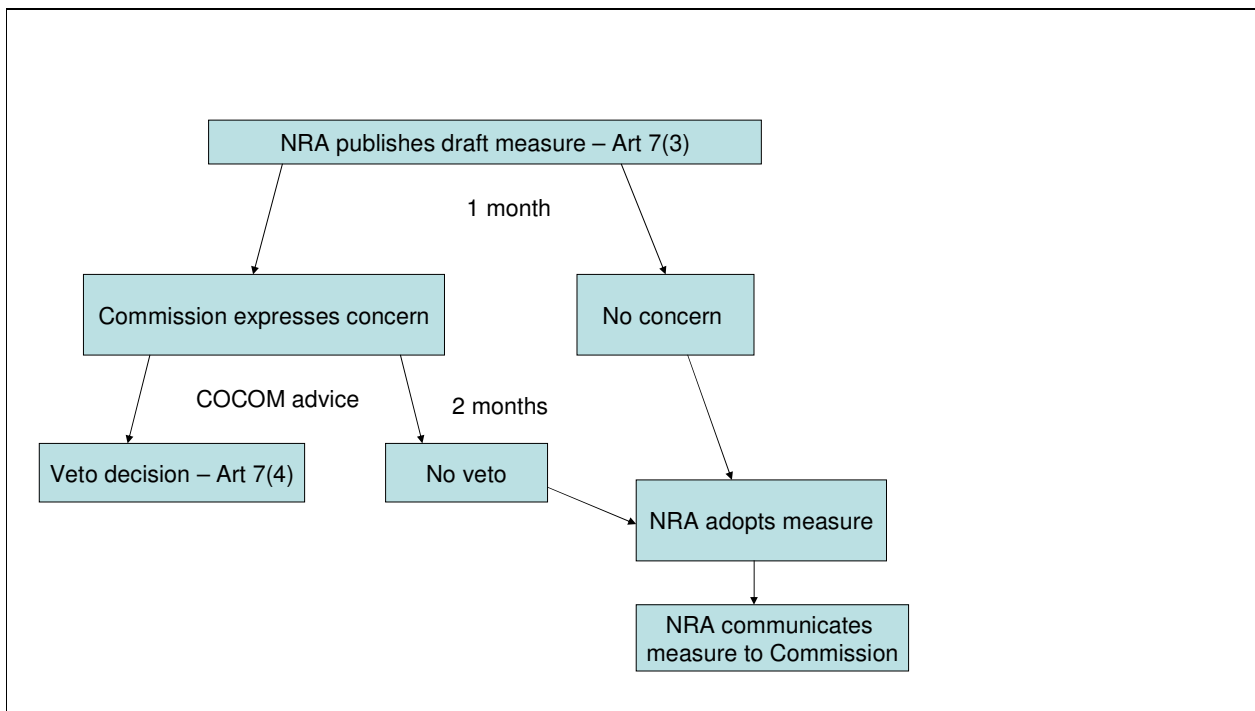 NRA publishes draft measure – Art 7(3)
1 month
Commission expresses concern
No concern
COCOM advice
2 months
Veto decision – Art 7(4)
No veto
NRA adopts measure
NRA communicates
measure to Commission